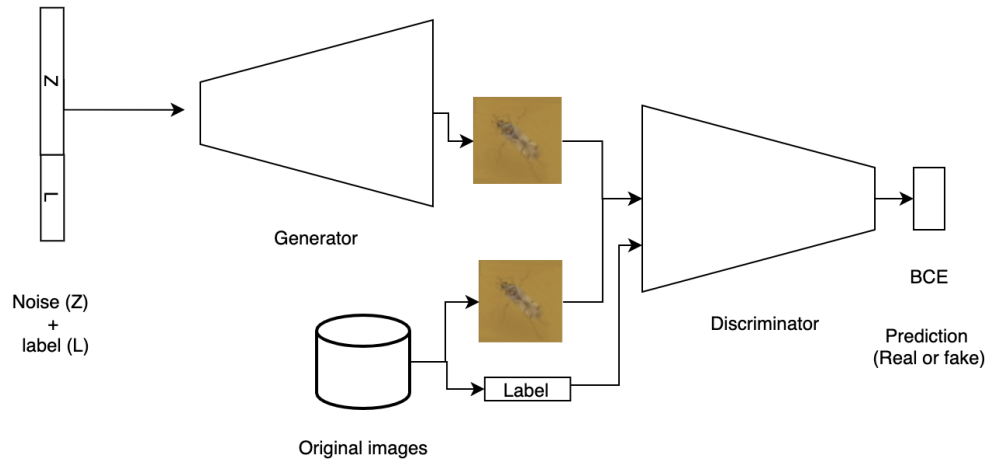 Z
L
Generator
Noise (Z)
+
label (L)
Label
Original images
Discriminator
BCE
Prediction
(Real or fake)